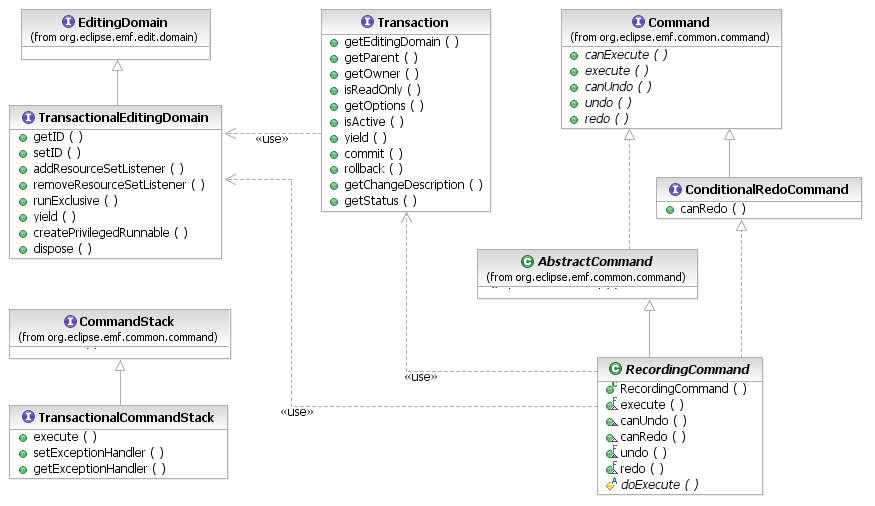 EditingDomain
(from org.eclipse.emf.edit.domain)
TransactionalEditingDomain
getID ( )
setID ( )
addResourceSetListener ( )
removeResourceSetListener ( )
runExclusive ( )
yield ( )
createPrivilegedRunnable ( )
dispose ( )
CommandStack
(from org.eclipse.emf.common.command)
TransactionalCommandStack
execute ( )
setExceptionHandler ( )
getExceptionHandler ( )
Transaction
getEditingDomain ( )
getParent ( )
getOwner ( )
isReadOnly ( )
getOptions ( )
isActive ( )
yield ( )
commit ( )
rollback ( )
getChangeDescription ( )
getStatus ( )
«use»
«use»
«use»
Command
(from org.eclipse.emf.common.command)
canExecute ( )
execute ( )
canUndo ( )
undo ( )
redo ( )
ConditionalRedoCommand
canRedo ( )
AbstractCommand
(from org.eclipse.emf.common.command)
RecordingCommand
RecordingCommand ( )
execute ( )
canUndo ( )
canRedo ( )
undo ( )
redo ( )
doExecute ( )